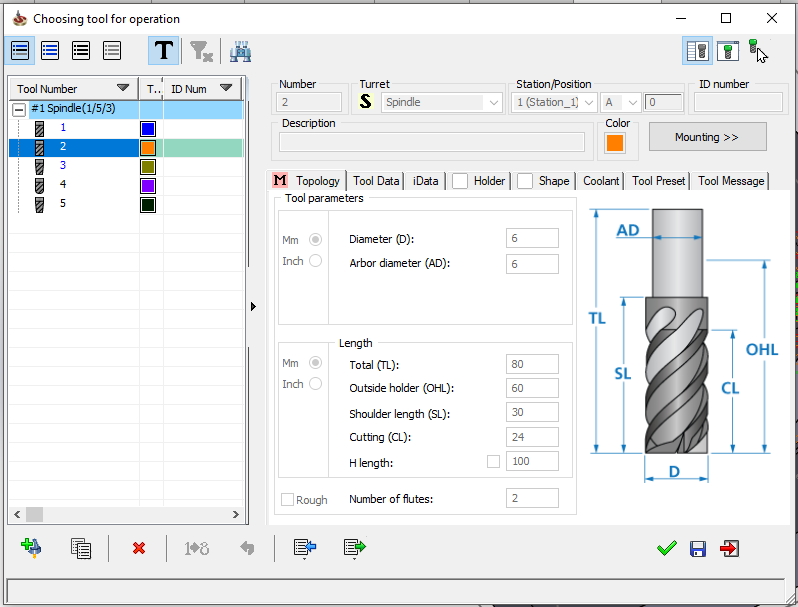 Choosing tool for operation
T
Tool Number T.. ID Num
#1 Spindle(1/5/3)
1
2
3
4
5
Number Turret Station/Position ID number
2 S Spindle 1 (Station_1) A 0
Description Color
Mounting >>
M Topology Tool Data iData Holder Shape Coolant Tool Preset Tool Message
Tool parameters
Mm Diameter (D): 6
Inch Arbor diameter (AD): 6
Length
Mm Total (TL): 80
Inch Outside holder (OHL): 60
Shoulder length (SL): 30
Cutting (CL): 24
H length: 100
Rough Number of flutes: 2
AD
TL
OHL
SL
CL
D